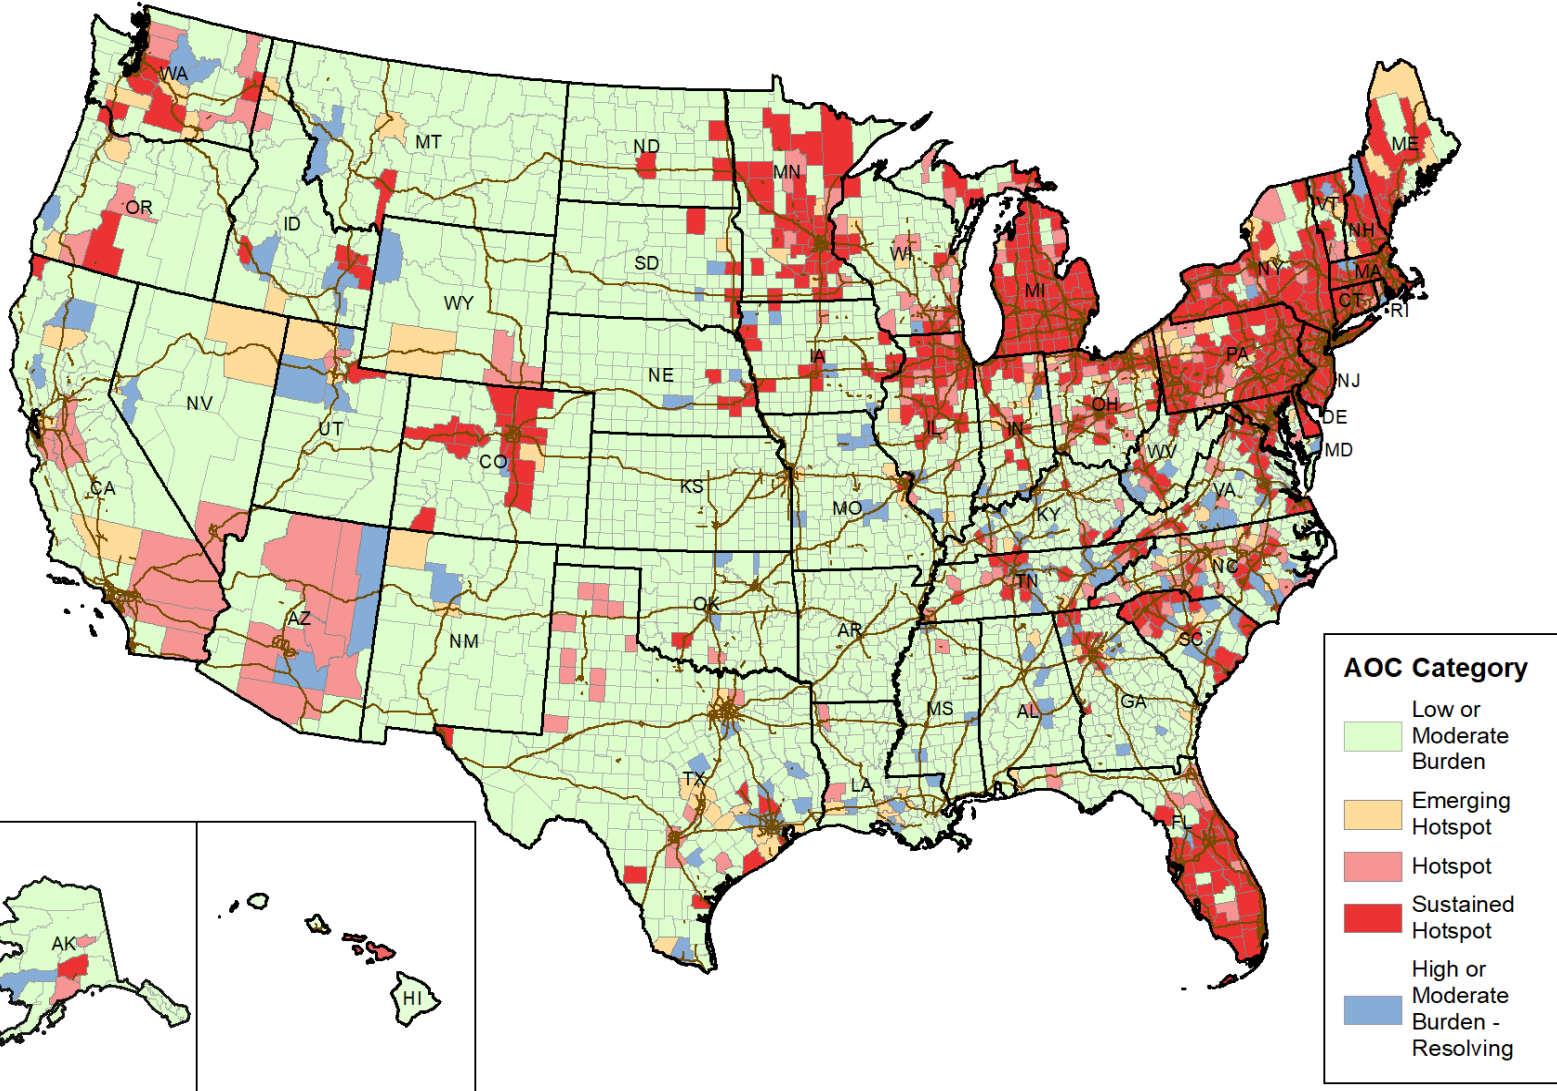 WA
MT
ND
MN
ME
OR
ID
SD
WI
VT
NH
NY
MA
WY
MI
CT
RI
IA
PA
NE
NV
NJ
UT
IL
IN
OH
DE
CO
WV
MD
CA
KS
MO
KY
VA
AZ
OK
TN
NC
NM
AR
SC
MS
AL
GA
TX
LA
FL
AK
HI
AOC Category
Low or
Moderate
Burden
Emerging
Hotspot
Hotspot
Sustained
Hotspot
High or
Moderate
Burden -
Resolving